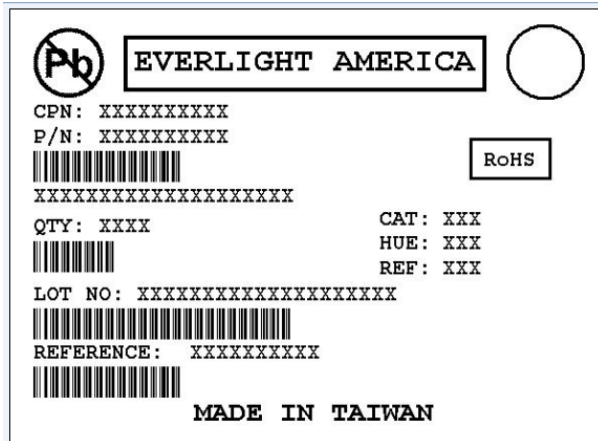 Pb EVERLIGHT AMERICA
CPN: XXXXXXXXXX
P/N: XXXXXXXXXX
RoHS
XXXXXXXXXXXXXXXXXXXX
QTY: XXXX
CAT: XXX
HUE: XXX
REF: XXX
LOT NO: XXXXXXXXXXXXXXXXXXXX
REFERENCE: XXXXXXXXXX
MADE IN TAIWAN